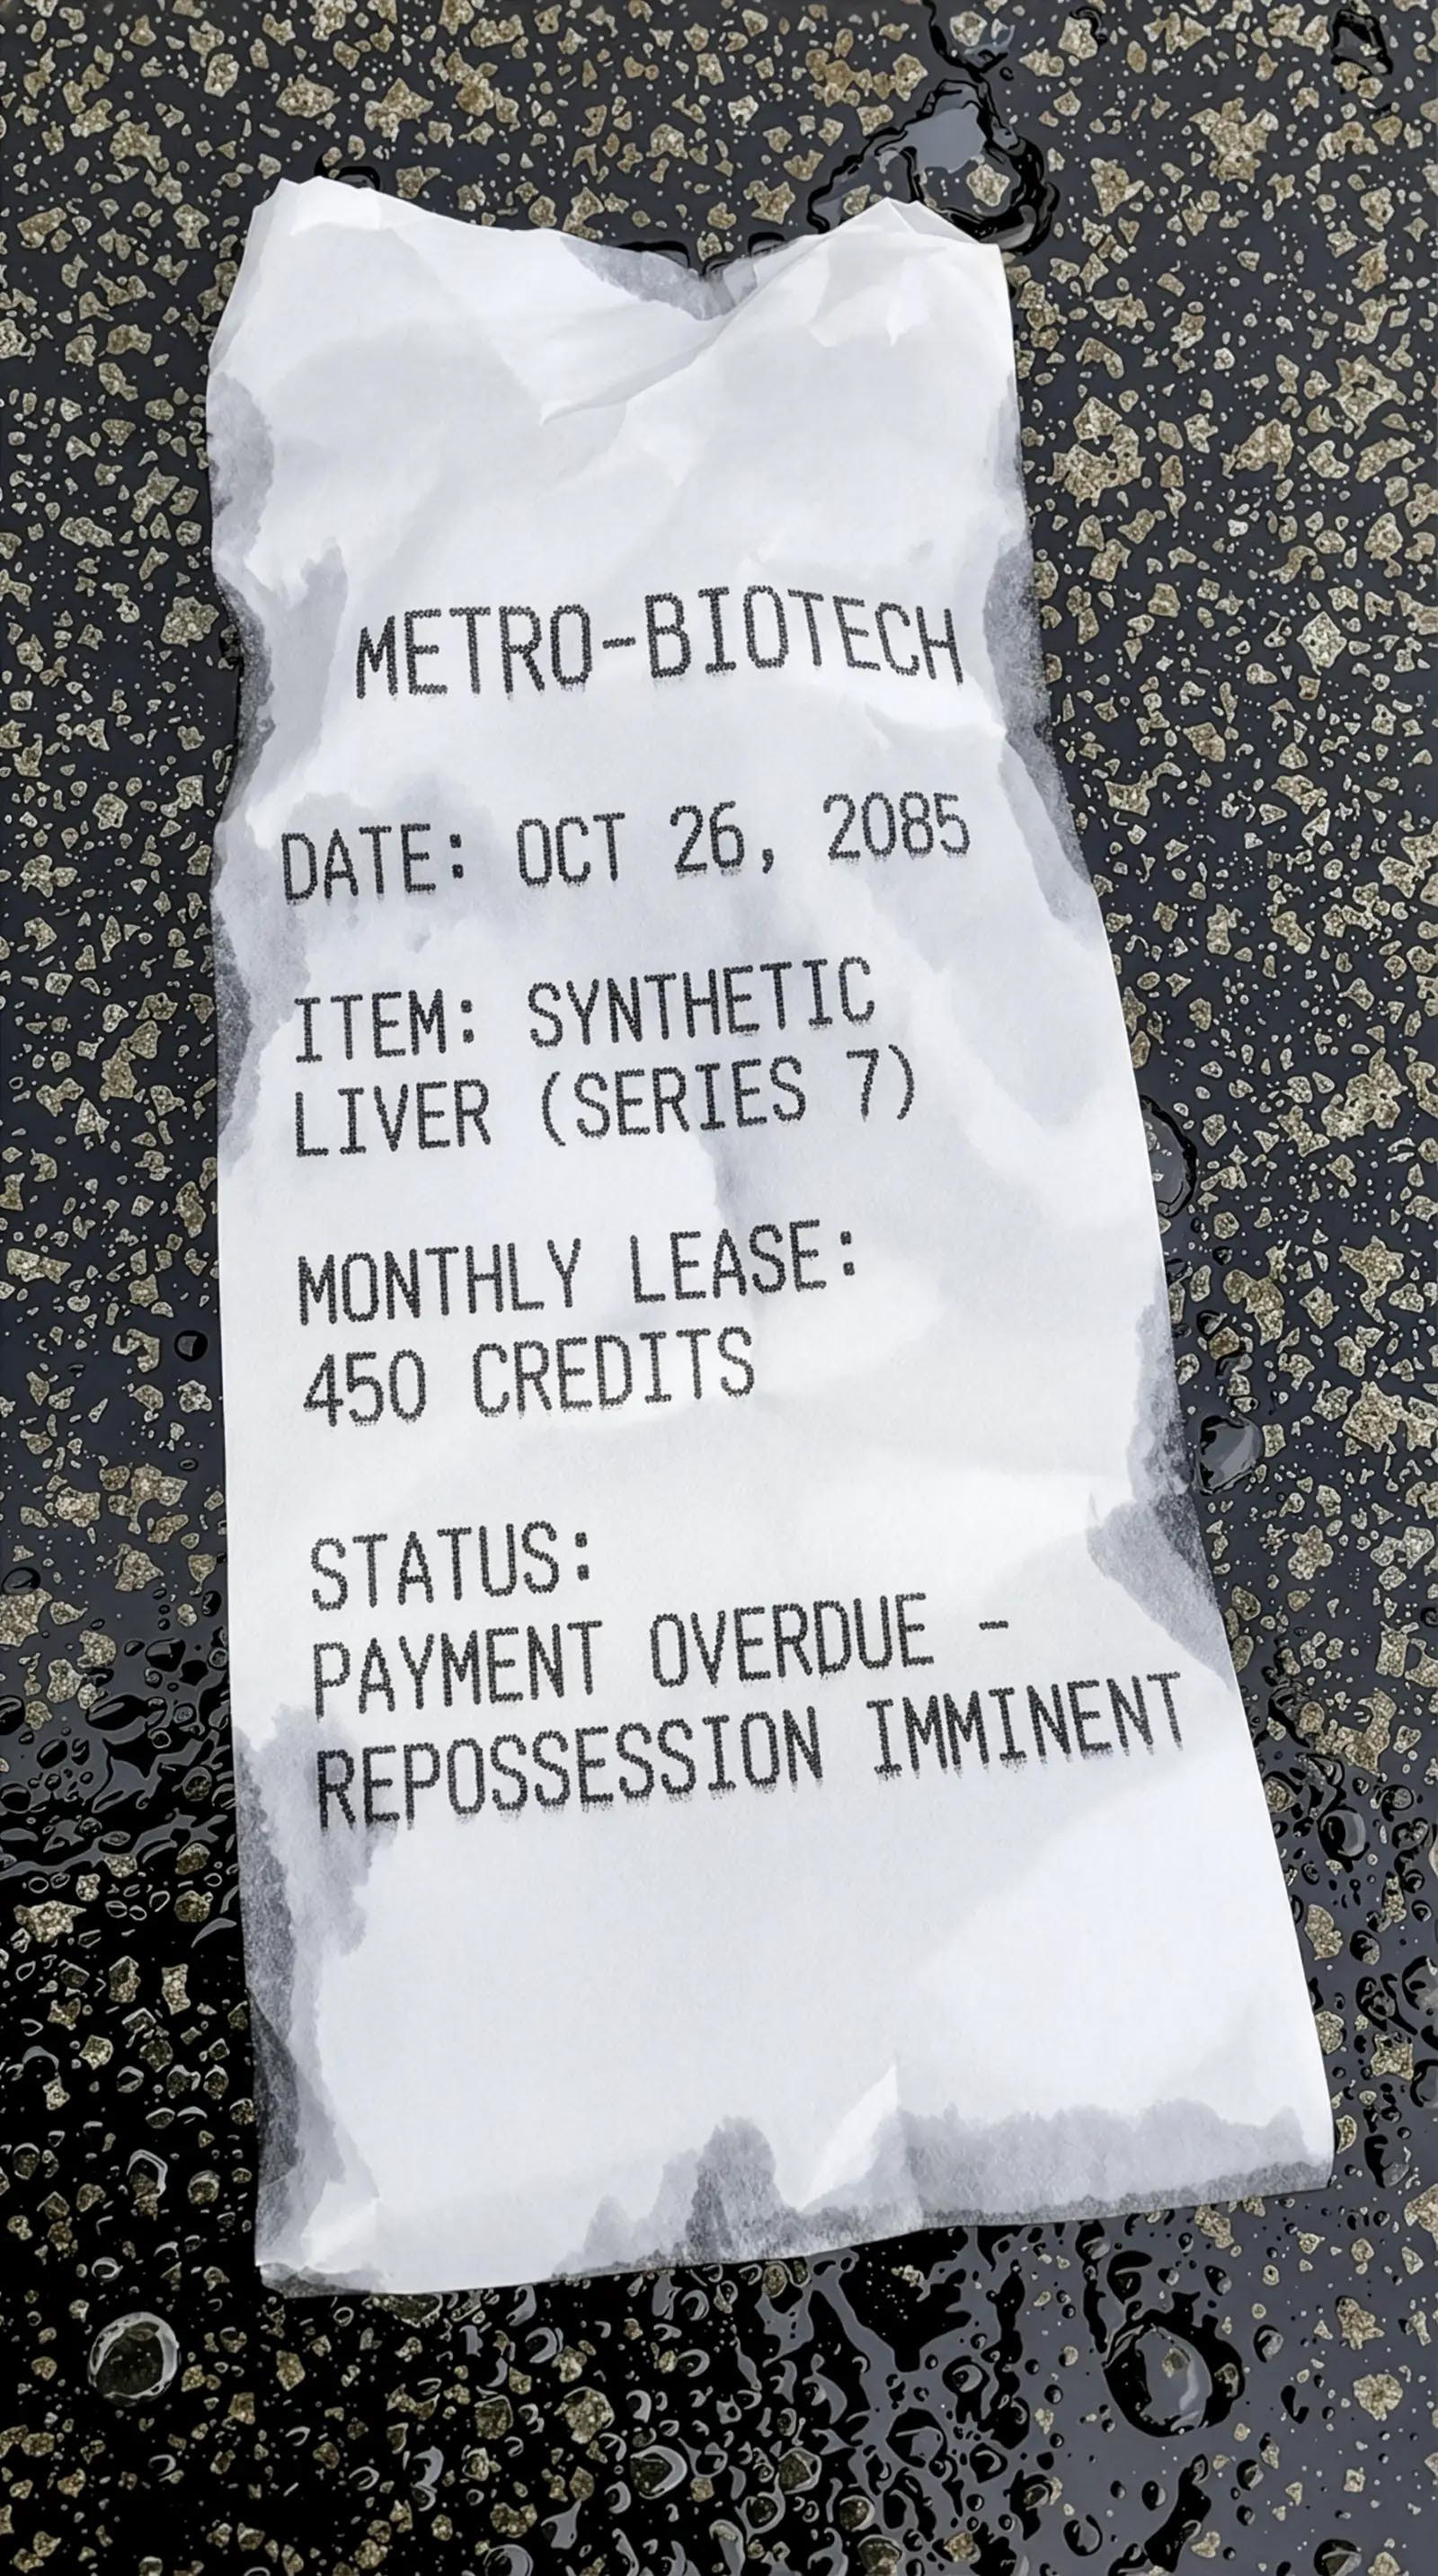 METRO-BIOTECH
DATE: OCT 26, 2085
ITEM: SYNTHETIC
LIVER (SERIES 7)
MONTHLY LEASE:
450 CREDITS
STATUS:
PAYMENT OVERDUE -
REPOSSESSION IMMINENT